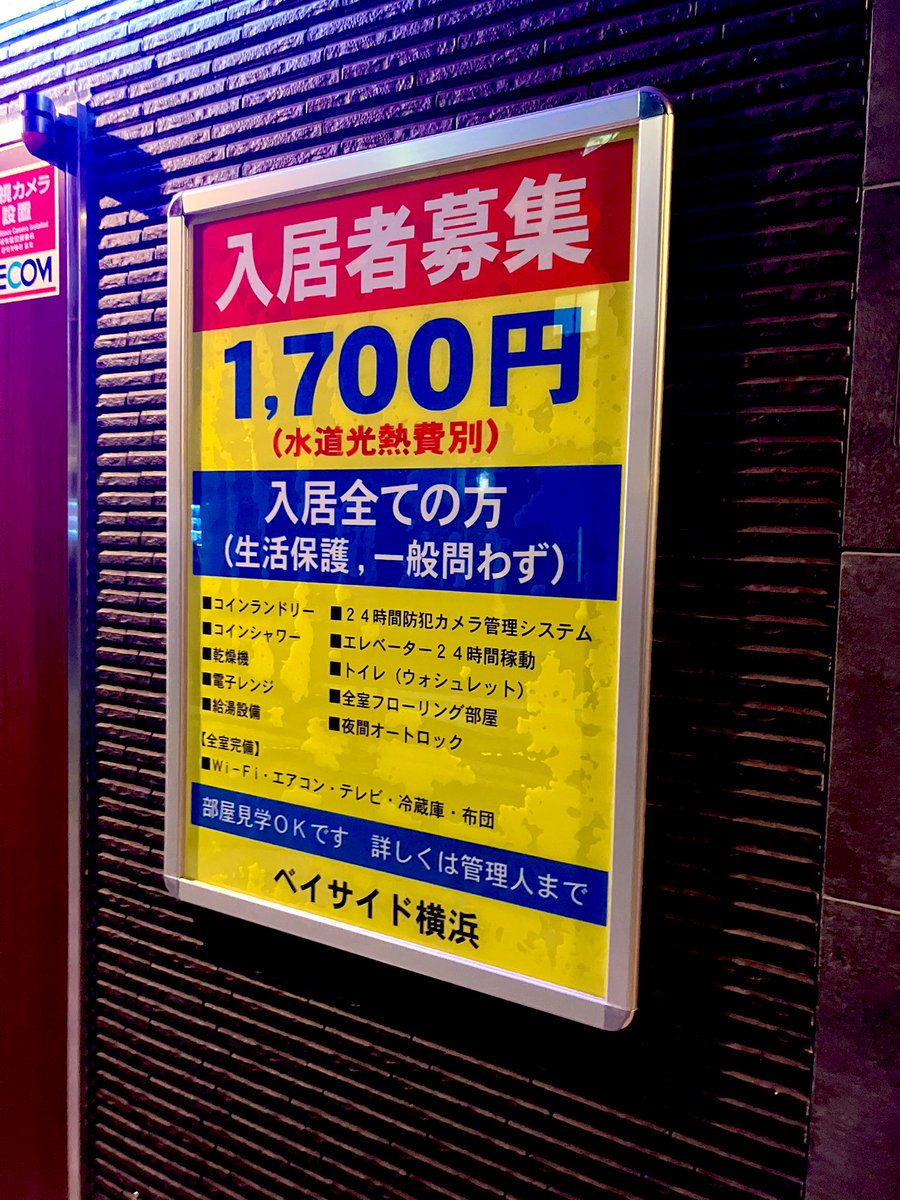 視カメラ
設置
ECOM
入居者募集
1,700円
(水道光熱費別)
入居全ての方
(生活保護,一般問わず)
■コインランドリー
■コインシャワー
■乾燥機
■電子レンジ
■給湯設備
■24時間防犯カメラ管理システム
■エレベーター24時間稼動
■トイレ(ウォシュレット)
■全室フローリング部屋
■夜間オートロック
【全室完備】
■Wi-Fi・エアコン・テレビ・冷蔵庫・布団
部屋見学OKです 詳しくは管理人まで
ベイサイド横浜